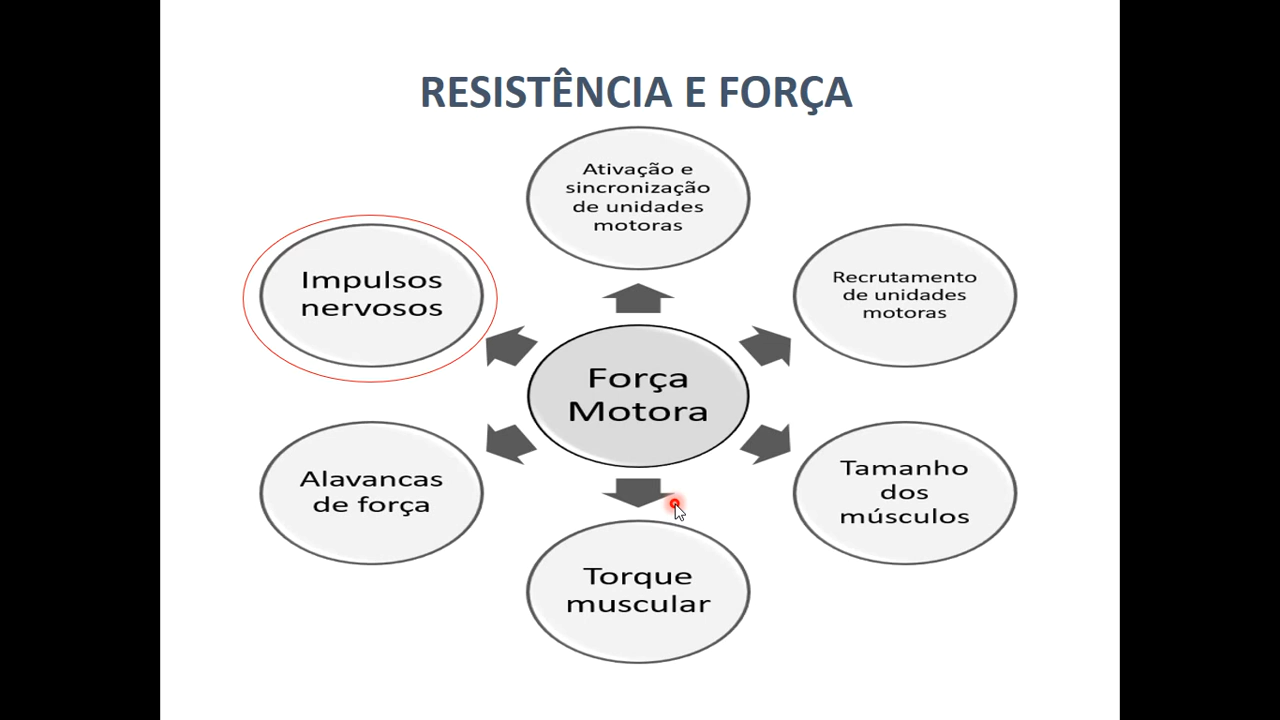 RESISTÊNCIA E FORÇA
Ativação e
sincronização
de unidades
motoras
Impulsos
nervosos
Recrutamento
de unidades
motoras
Força
Motora
Alavancas
de força
Tamanho
dos
músculos
Torque
muscular